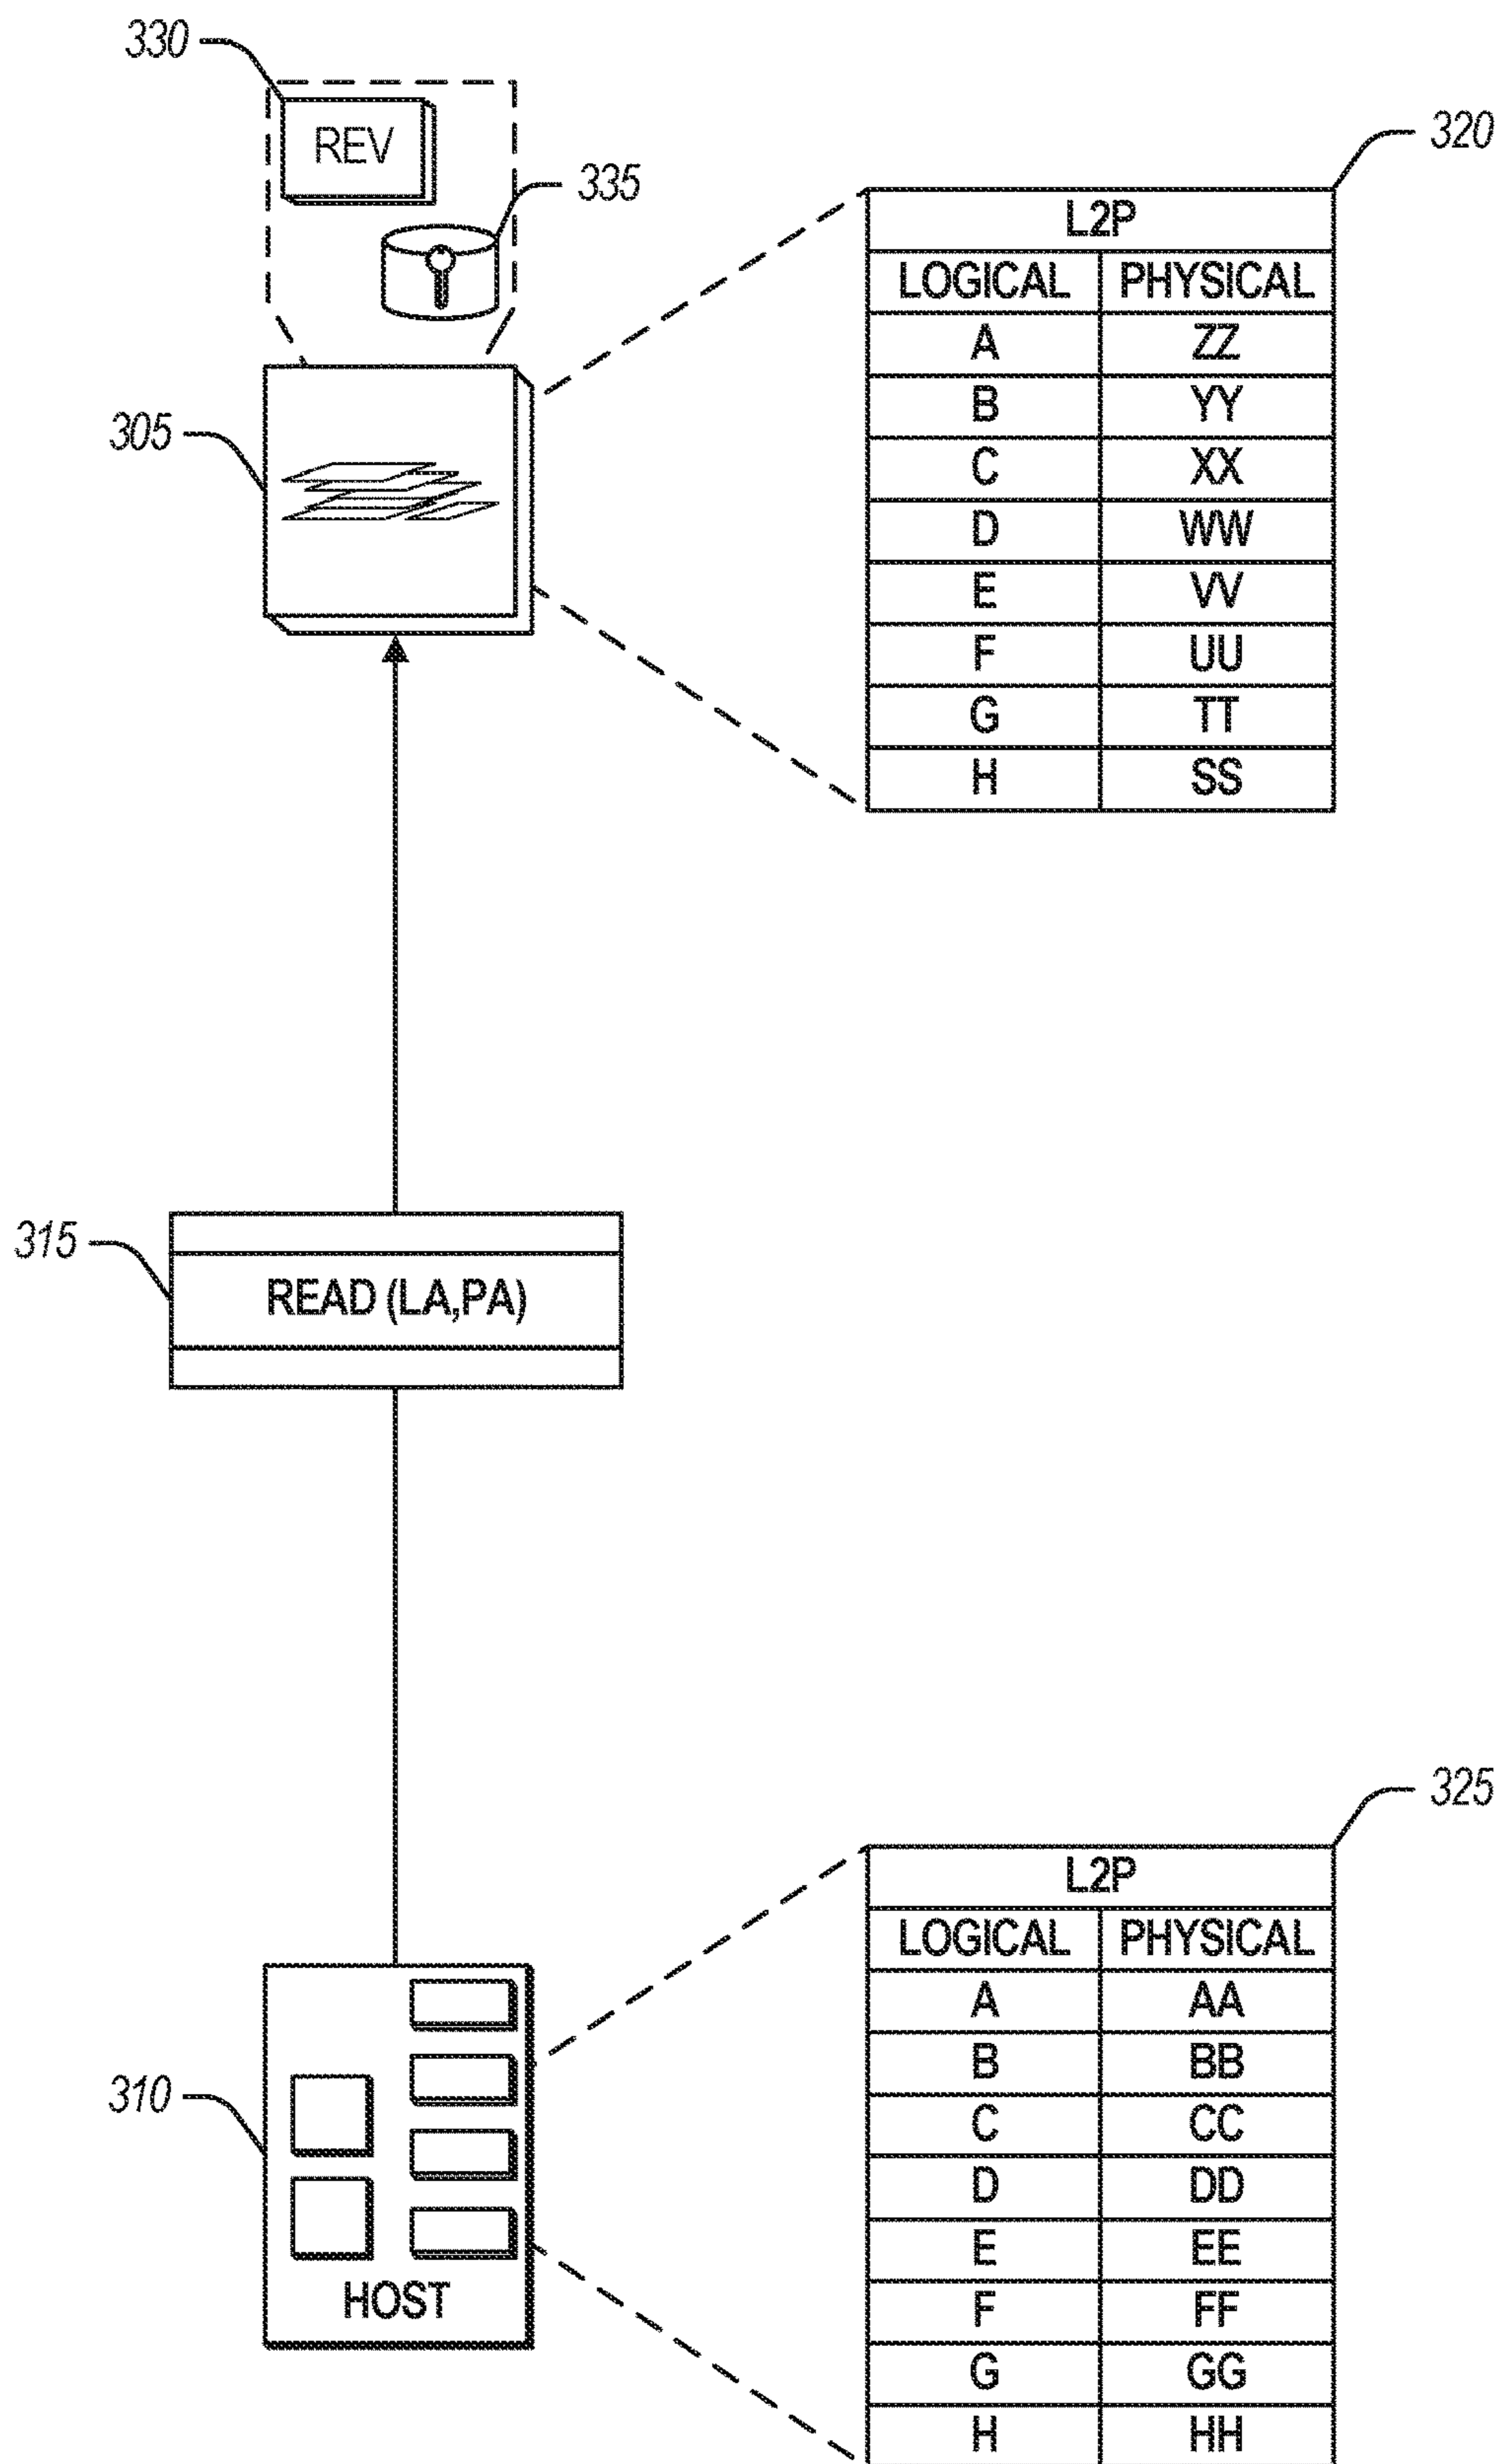 330
REV
335
320
L2P
LOGICAL PHYSICAL
A ZZ
B YY
C XX
D WW
E VV
F UU
G TT
H SS
305
315
READ (LA,PA)
325
L2P
LOGICAL PHYSICAL
A AA
B BB
C CC
D DD
E EE
F FF
G GG
H HH
310
HOST